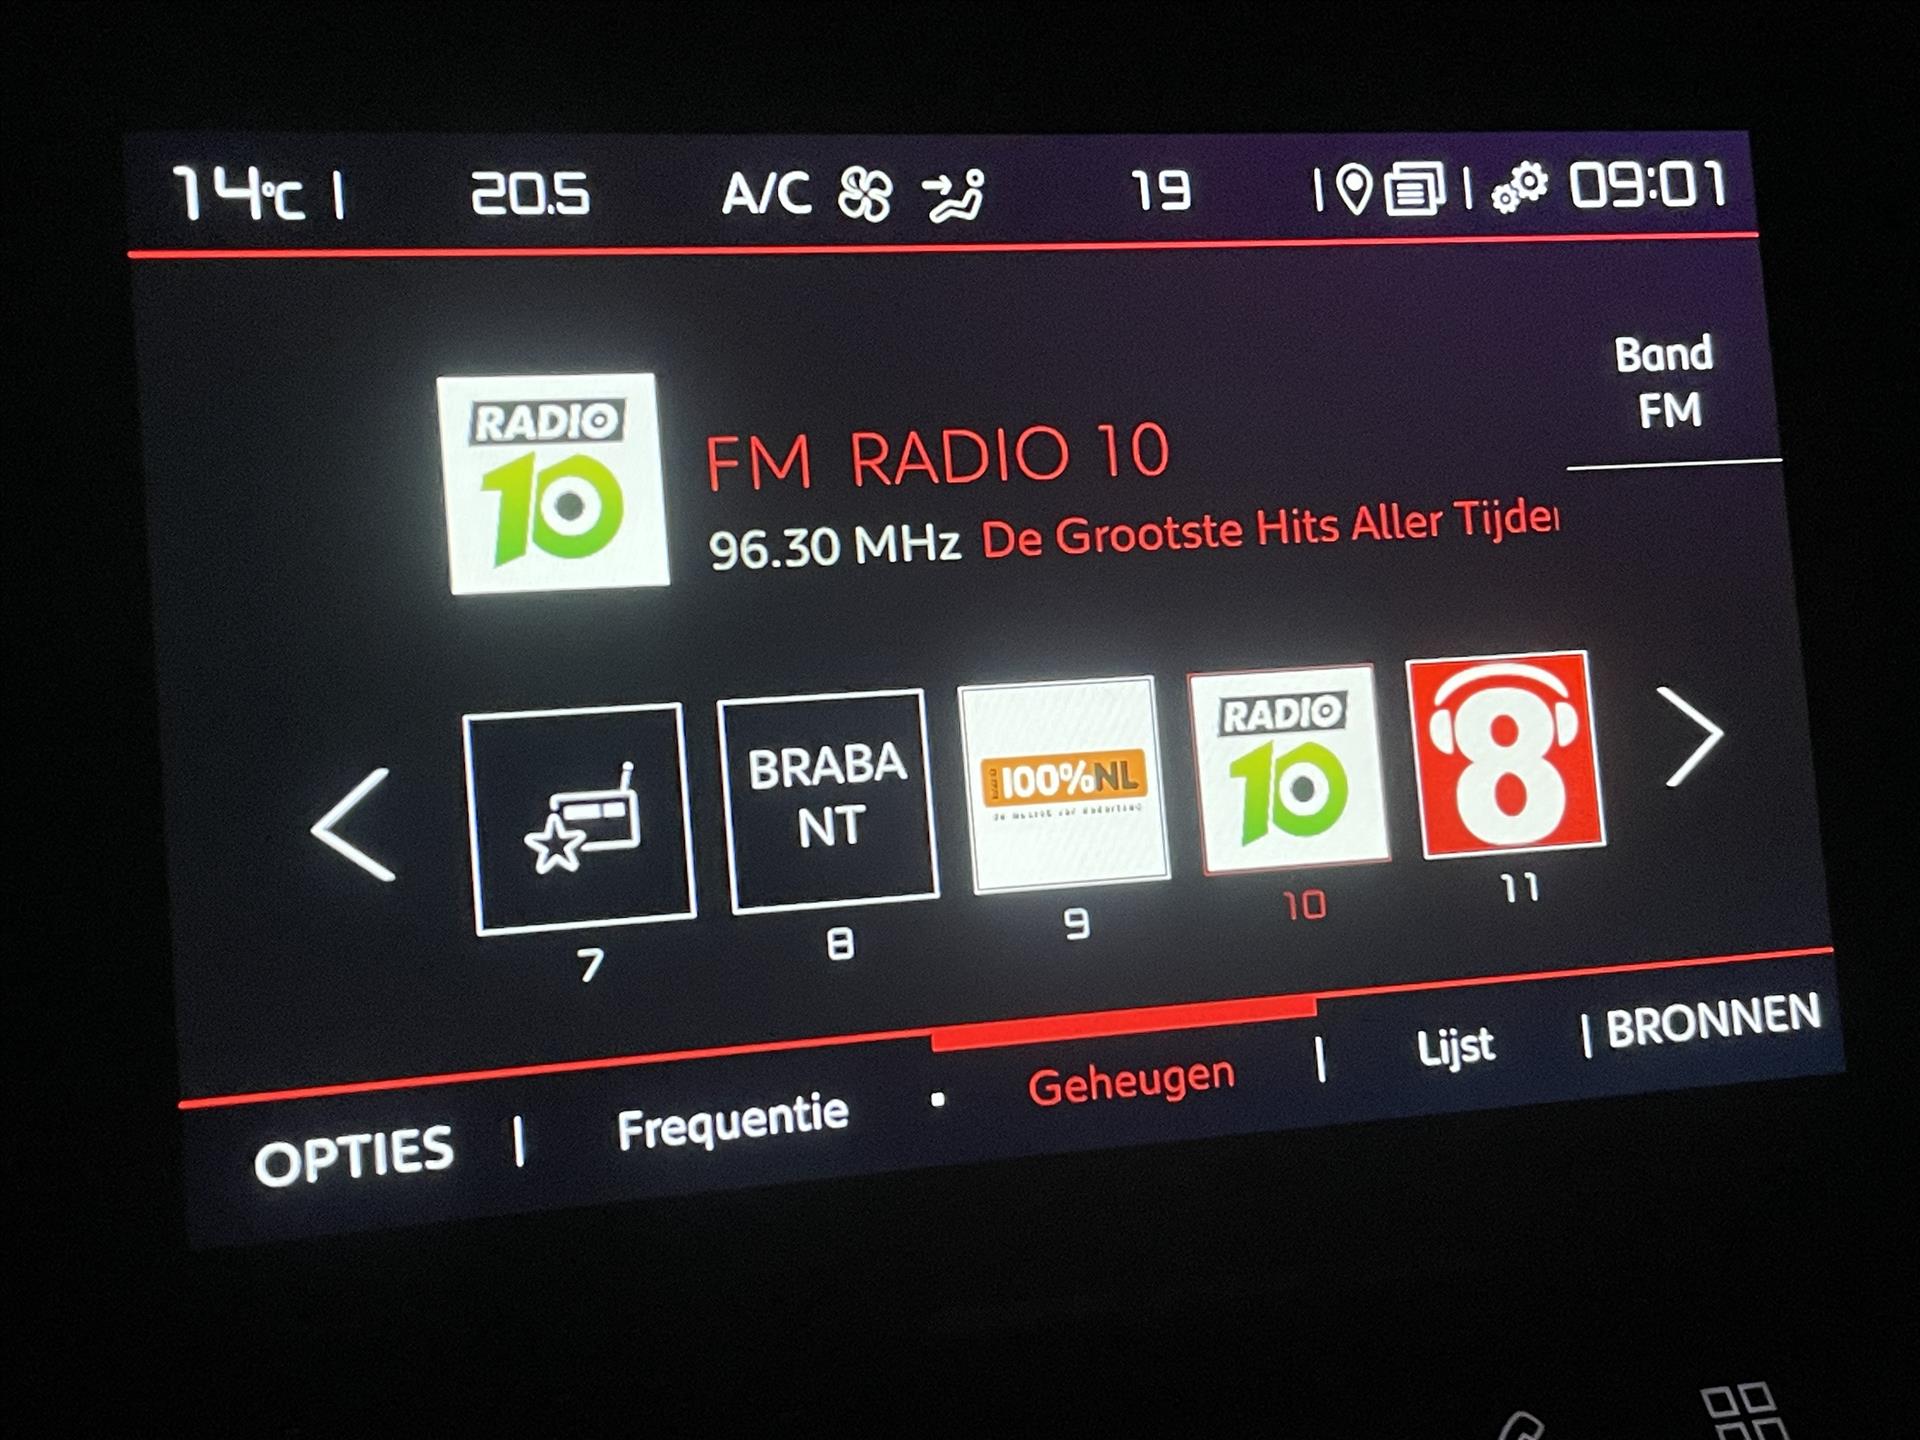 14°C | 20.5 A/C 19 | | 09:01
Band
FM
RADIO
10
FM RADIO 10
96.30 MHz De Grootste Hits Aller Tijde
BRABA
NT
100%NL
RADIO
10
8
7 8 9 10 11
OPTIES | Frequentie Geheugen | Lijst | BRONNEN